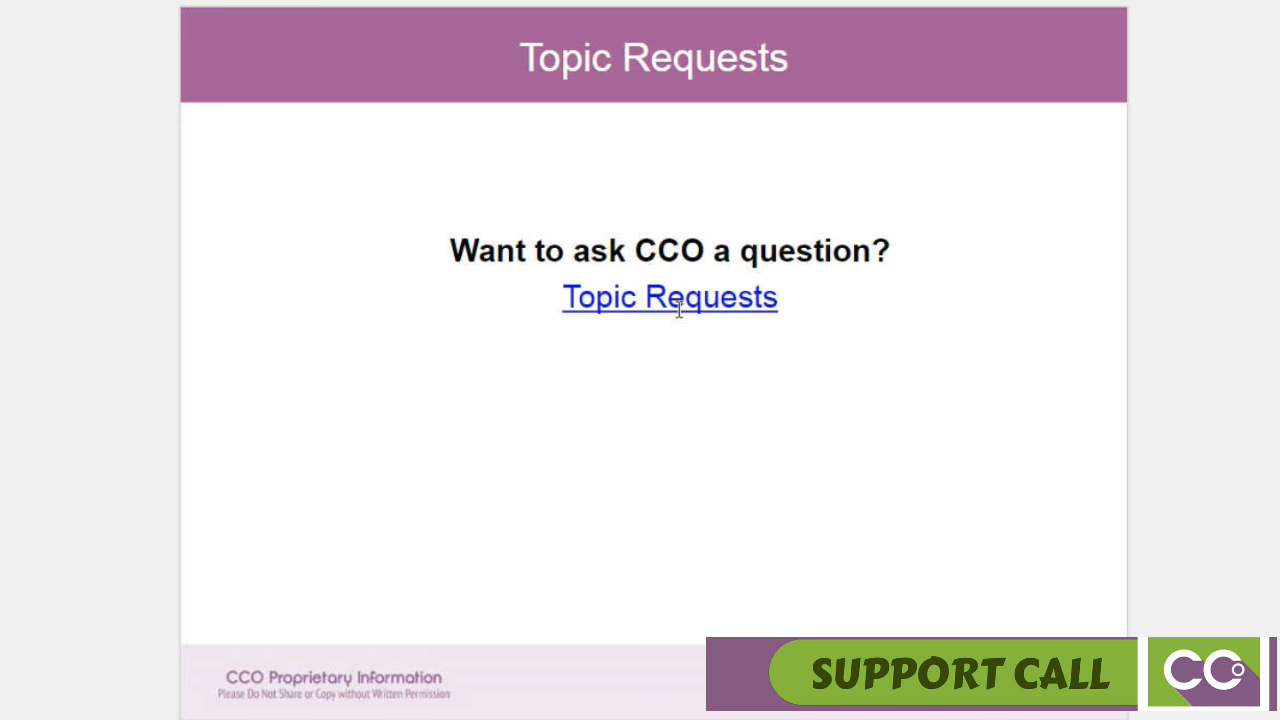 Topic Requests
Want to ask CCO a question?
Topic Requests
CCO Proprietary Information
Please Do Not Share or Copy without Written Permission
SUPPORT CALL
CCO